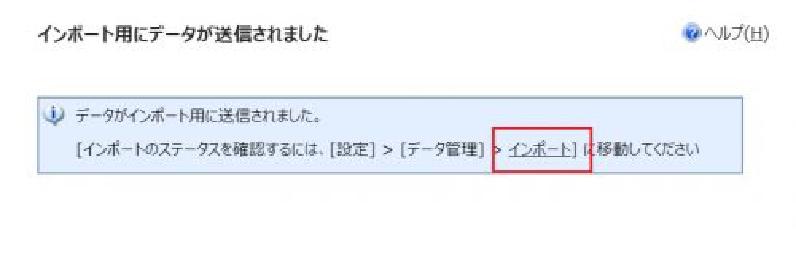 インポート用にデータが送信されました
ヘルプ(H)
データがインポート用に送信されました。
[インポートのステータスを確認するには、[設定] > [データ管理] > インポート] に移動してください